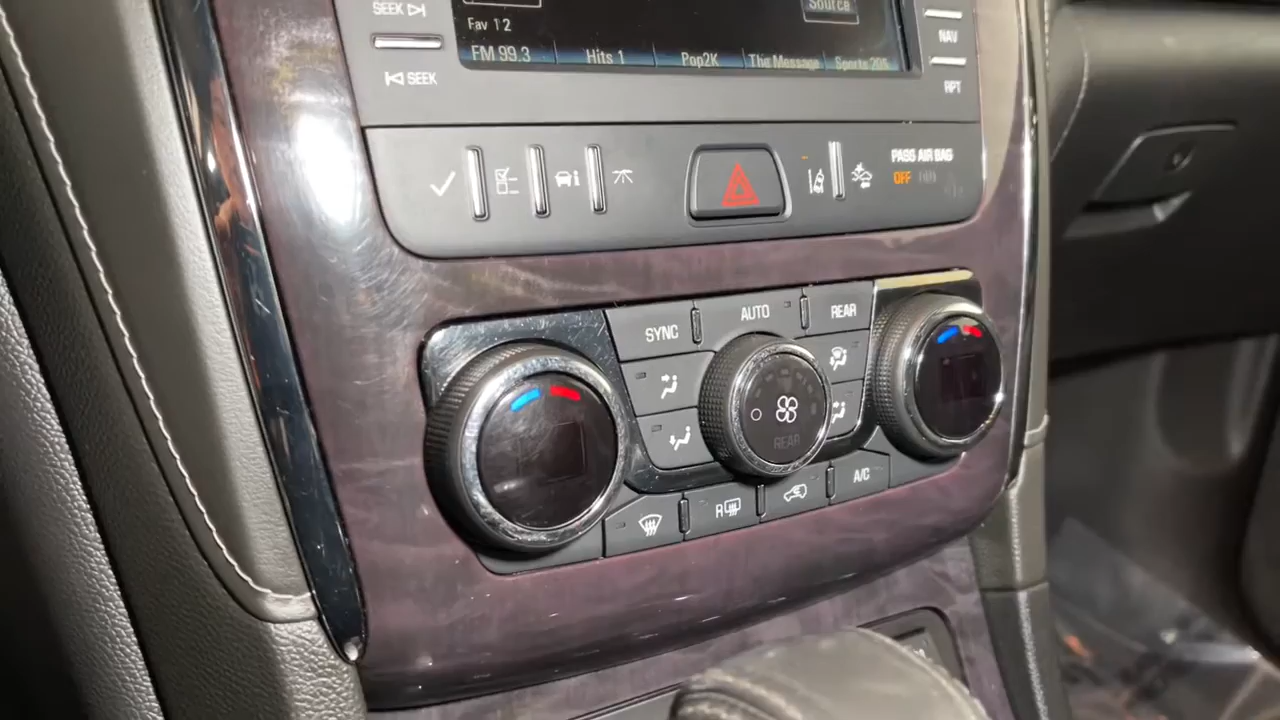 SEEK
Source
Fav 1 2
NAV
FM 99.3 Hits 1 Pop2K The Message Sports 205
SEEK
RPT
PASS AIR BAG
OFF
SYNC AUTO REAR
REAR
R A/C